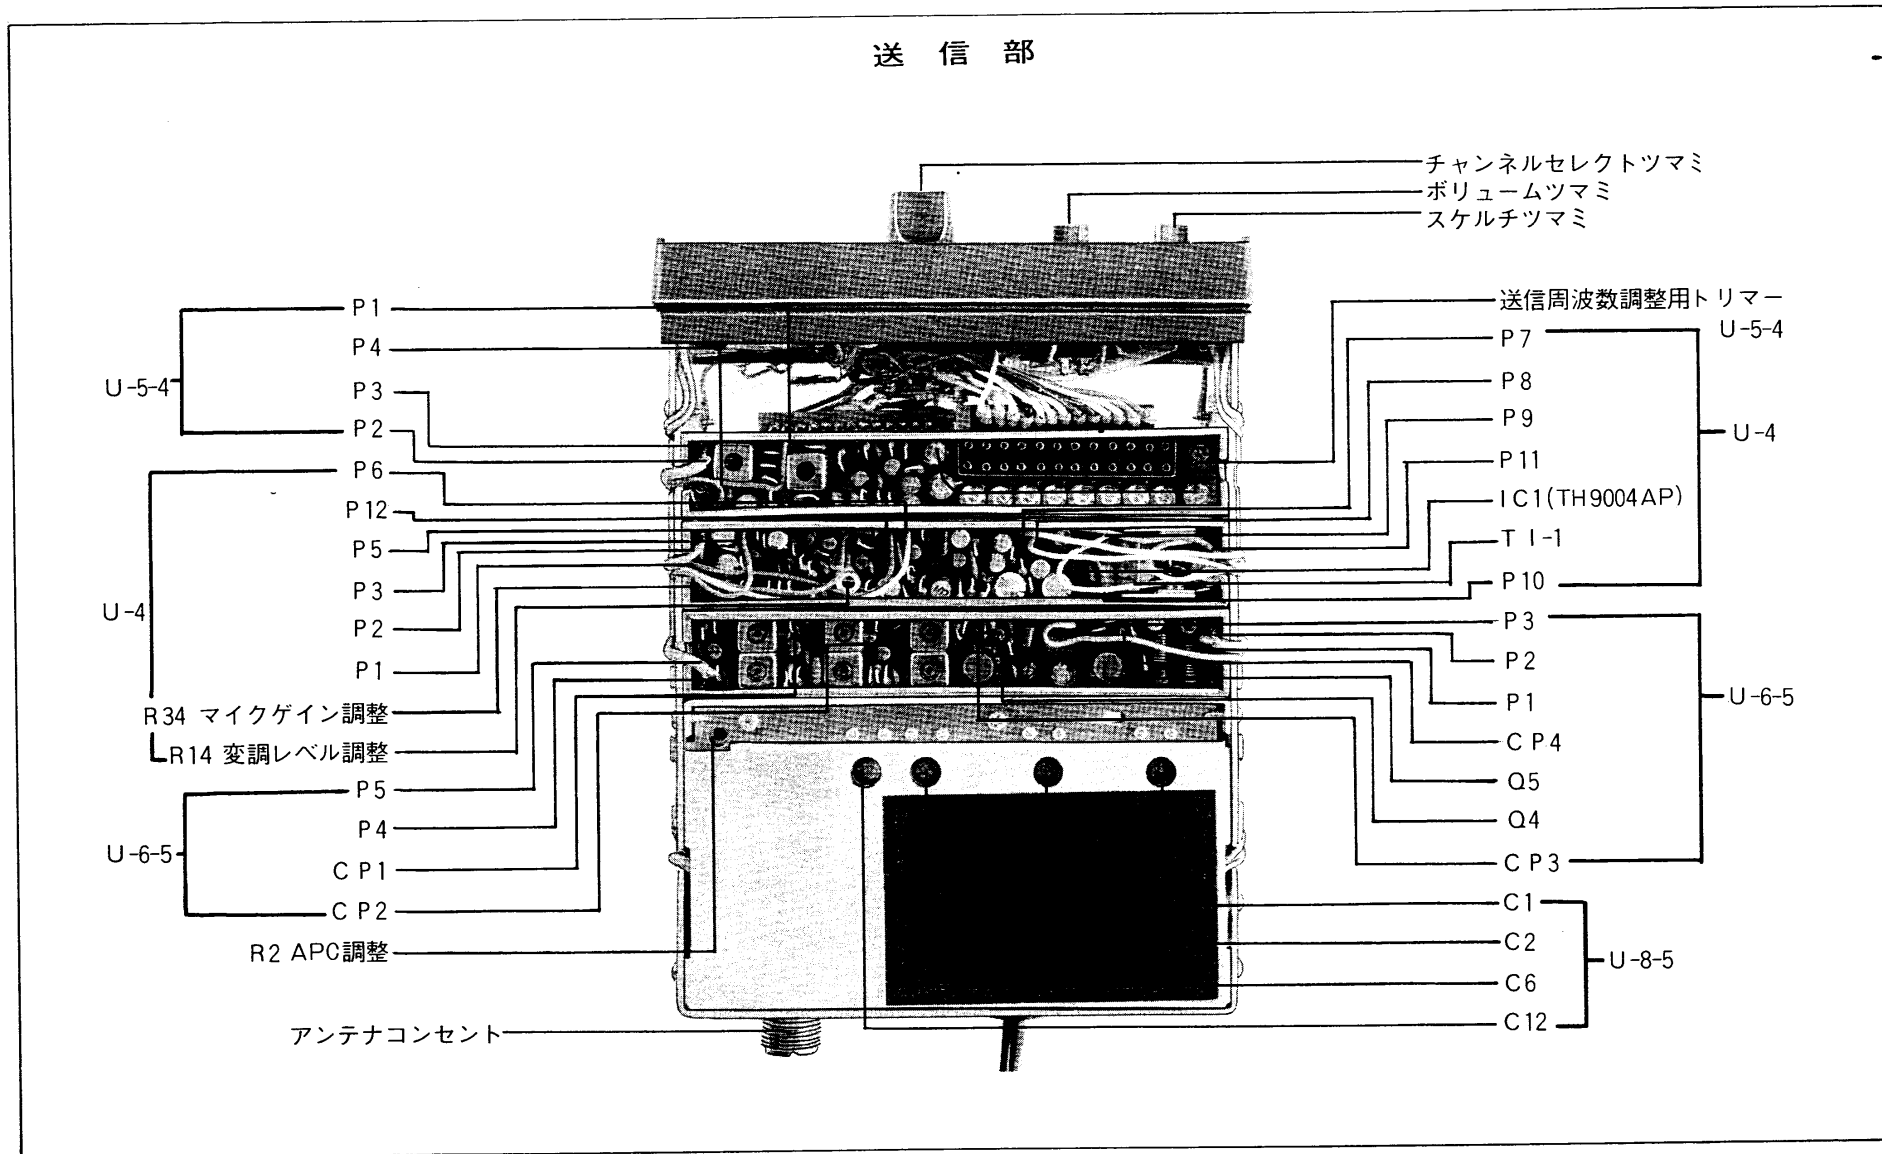 送信部
チャンネルセレクトツマミ
ボリュームツマミ
スケルチツマミ
P1
P4
U-5-4
P3
P2
P6
P12
P5
P3
U-4
P2
P1
R34 マイクゲイン調整
R14 変調レベル調整
P5
P4
U-6-5
CP1
CP2
R2 APC調整
アンテナコンセント
送信周波数調整用トリマー
U-5-4
P7
P8
P9
U-4
P11
IC1(TH9004AP)
TI-1
P10
P3
P2
U-6-5
P1
CP4
Q5
Q4
CP3
C1
C2
U-8-5
C6
C12